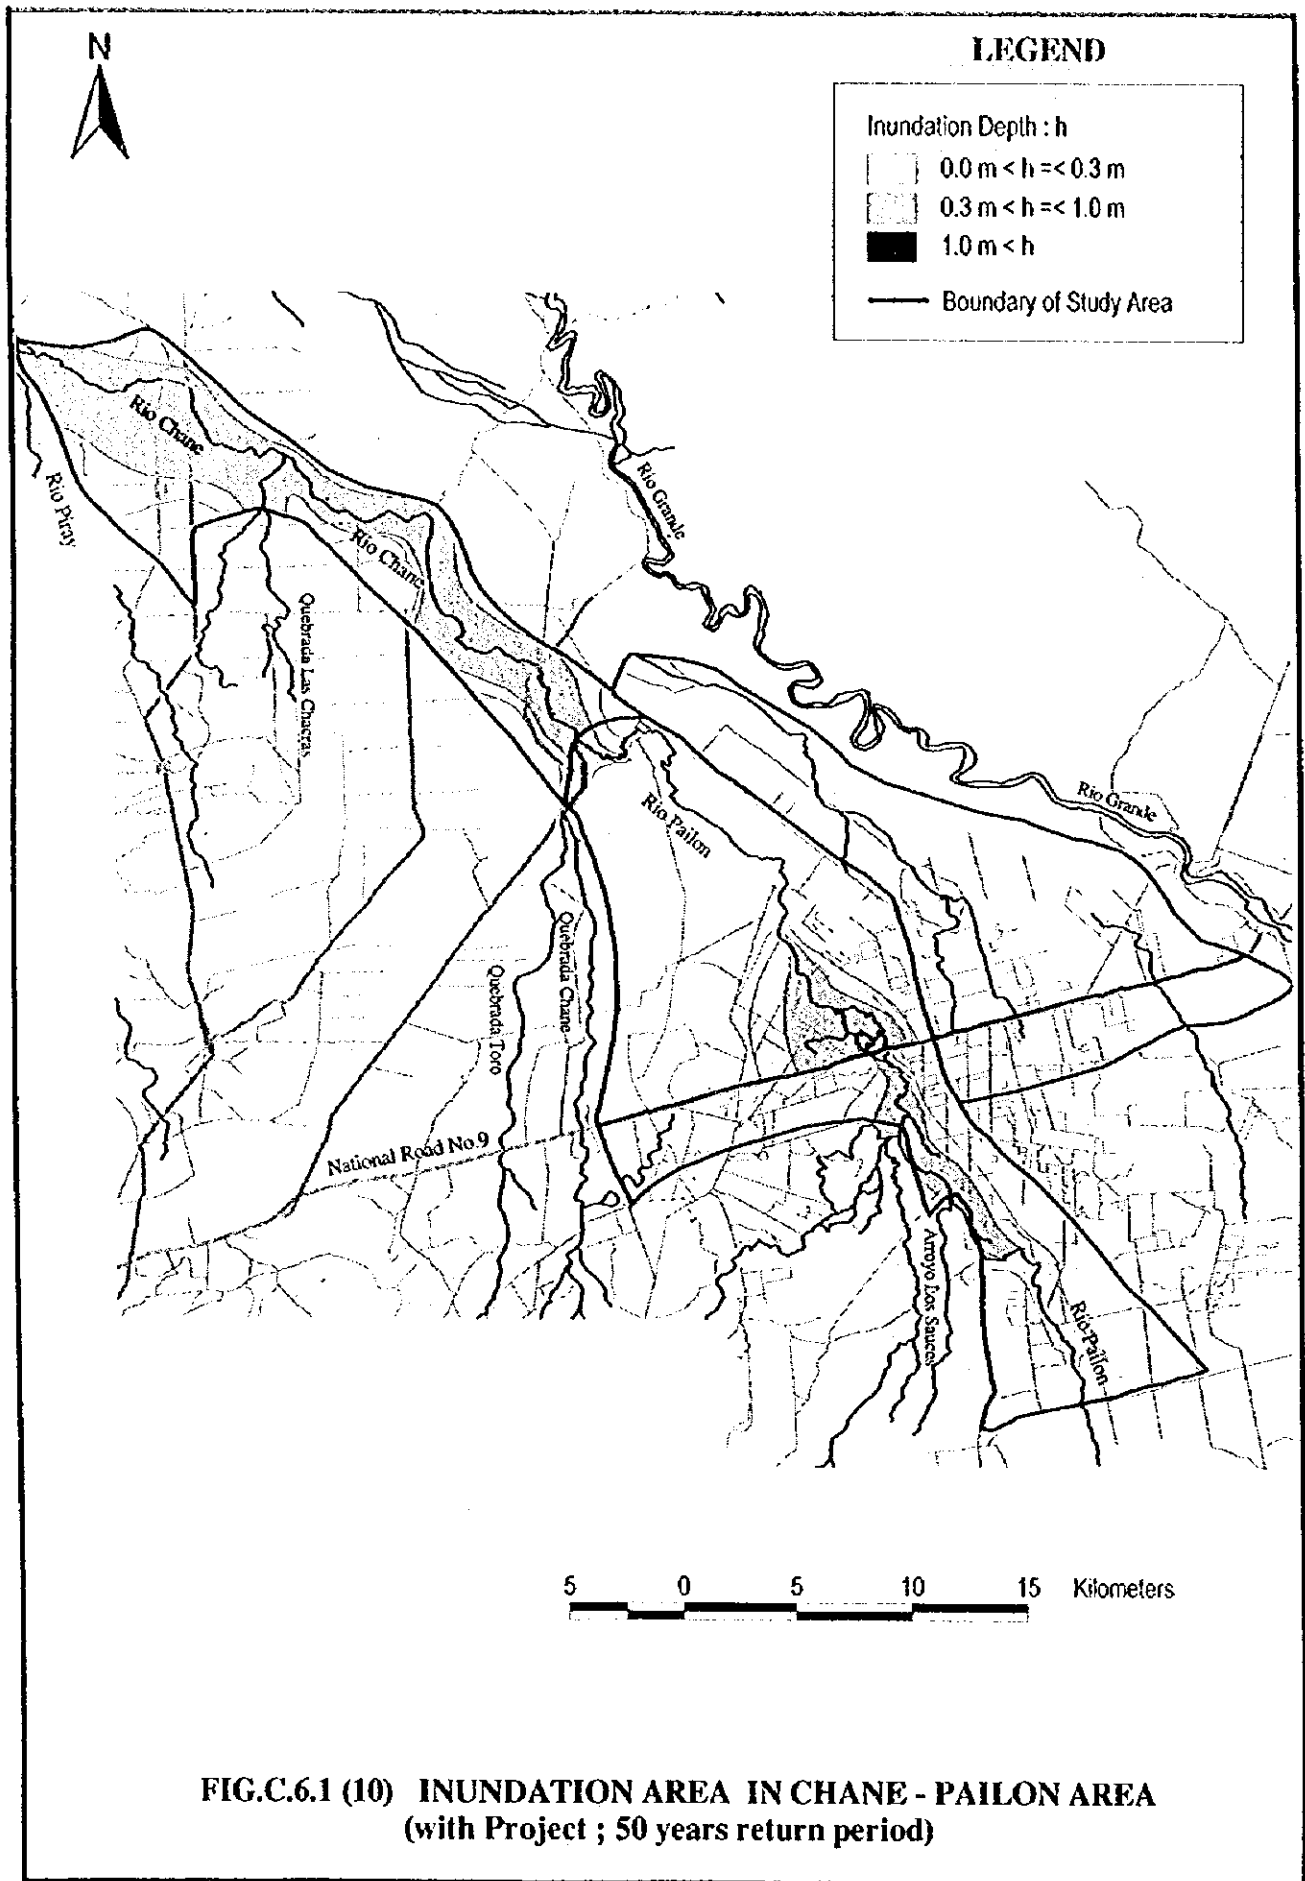 N
LEGEND
Inundation Depth : h
0.0 m < h =< 0.3 m
0.3 m < h =< 1.0 m
1.0 m < h
Boundary of Study Area
Rio Chane
Rio Piray
Rio Grande
Rio Chane
Quebrada Las Chacras
Rio Grande
Rio Pailon
Quebrada Chane
Quebrada Toro
National Road No.9
Arroyo Los Sauces
Rio Pailon
5 0 5 10 15 Kilometers
FIG.C.6.1 (10) INUNDATION AREA IN CHANE - PAILON AREA
(with Project ; 50 years return period)